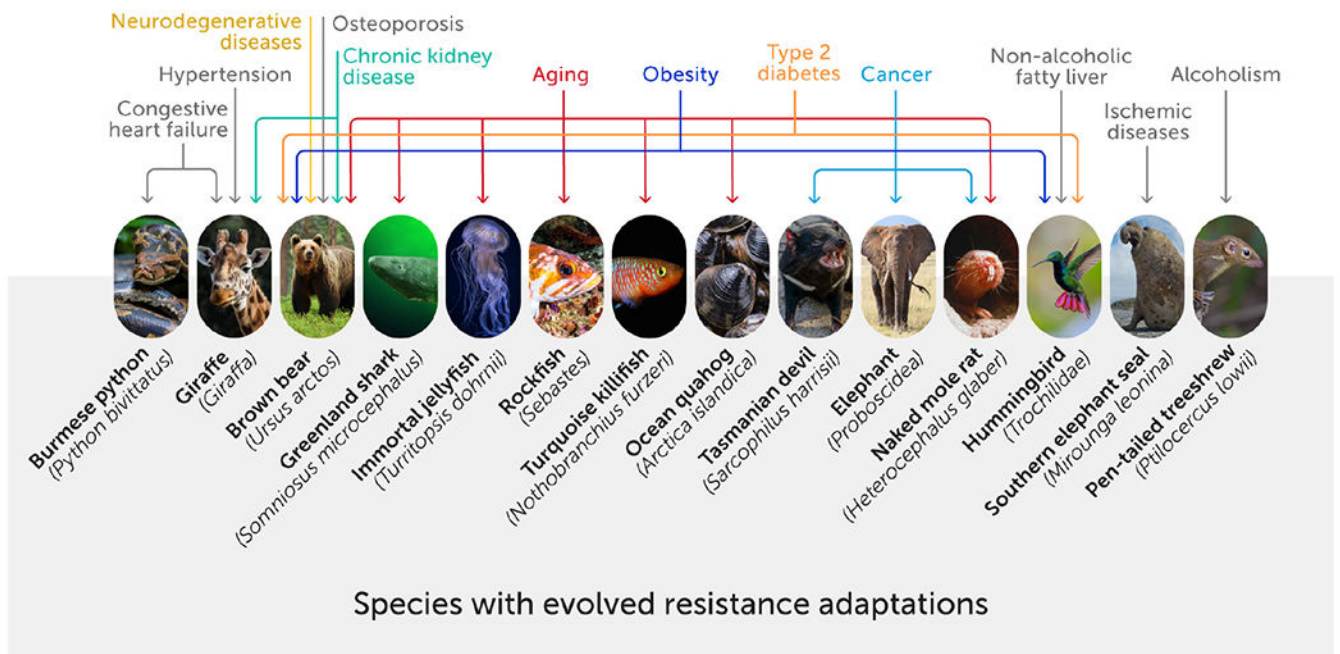 Neurodegenerative
diseases
Osteoporosis
Chronic kidney
disease
Hypertension
Congestive
heart failure
Aging
Obesity
Type 2
diabetes
Cancer
Non-alcoholic
fatty liver
Ischemic
diseases
Alcoholism
Burmese python
(Python bivittatus)
Giraffe
(Giraffa)
Brown bear
(Ursus arctos)
Greenland shark
(Somniosus microcephalus)
Immortal jellyfish
(Turritopsis dohrnii)
Rockfish
(Sebastes)
Turquoise killifish
(Nothobranchius furzeri)
Ocean quahog
(Arctica islandica)
Tasmanian devil
(Sarcophilus harrisii)
Elephant
(Proboscidea)
Naked mole rat
(Heterocephalus glaber)
Hummingbird
(Trochilidae)
Southern elephant seal
(Mirounga leonina)
Pen-tailed treeshrew
(Ptilocercus lowii)
Species with evolved resistance adaptations